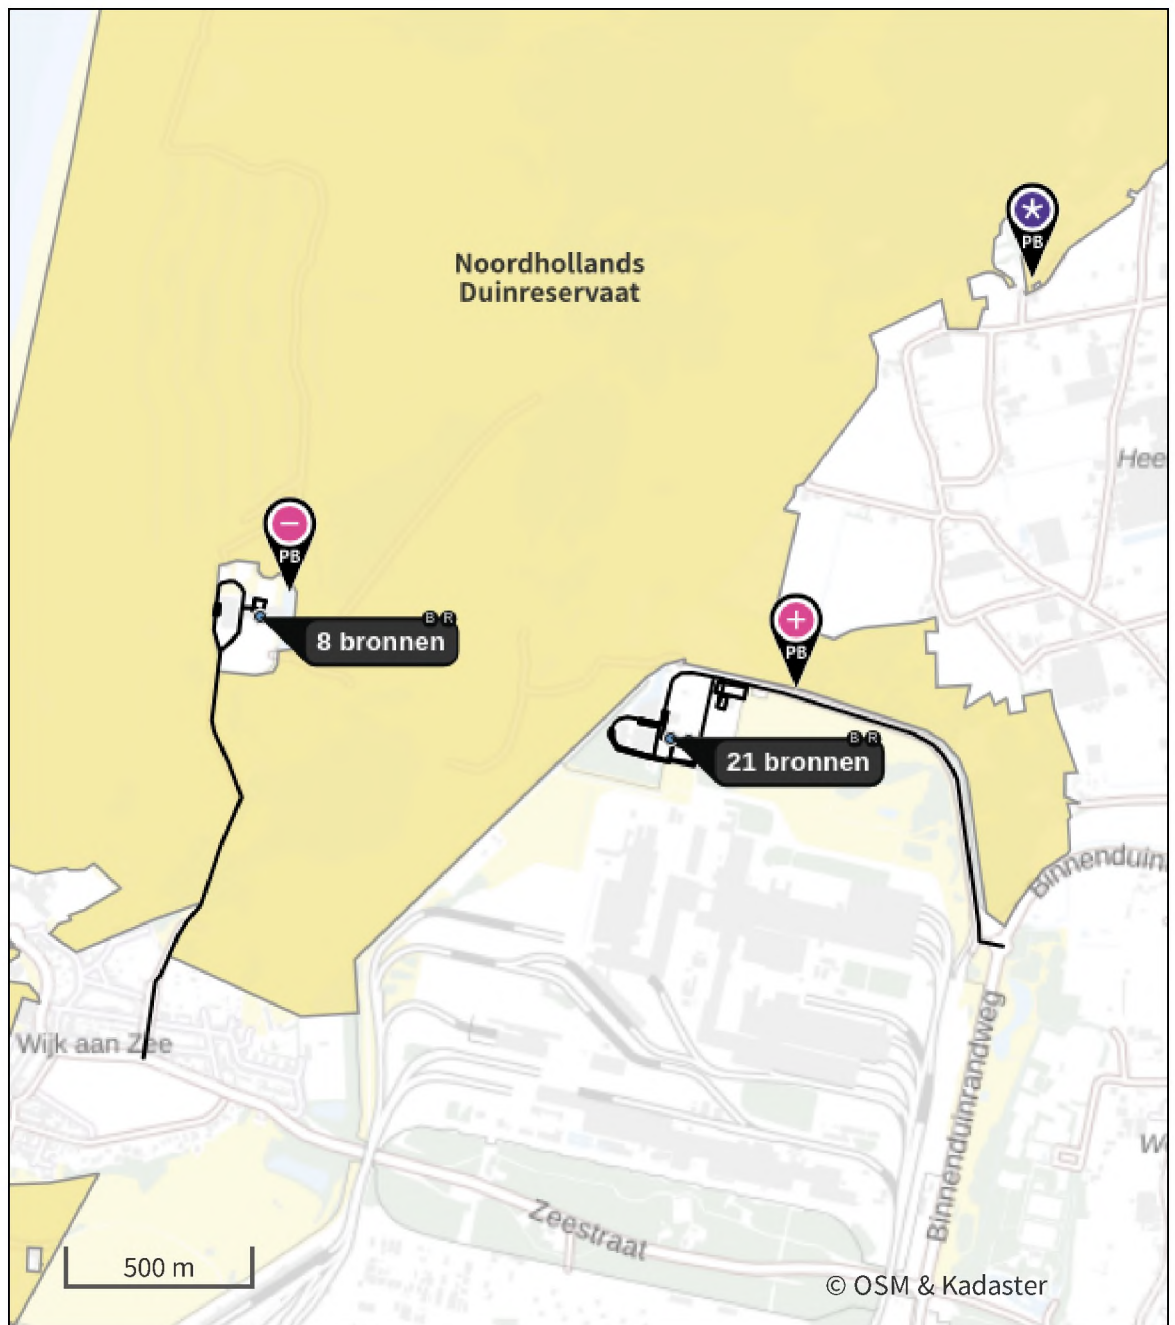 Noordhollands
Duinreservaat
PB
Hee
PB
B R
8 bronnen
PB
B R
21 bronnen
Binnenduin
Wijk aan Zee
Binnenduinrandweg
We
Zeestraat
500 m
© OSM & Kadaster